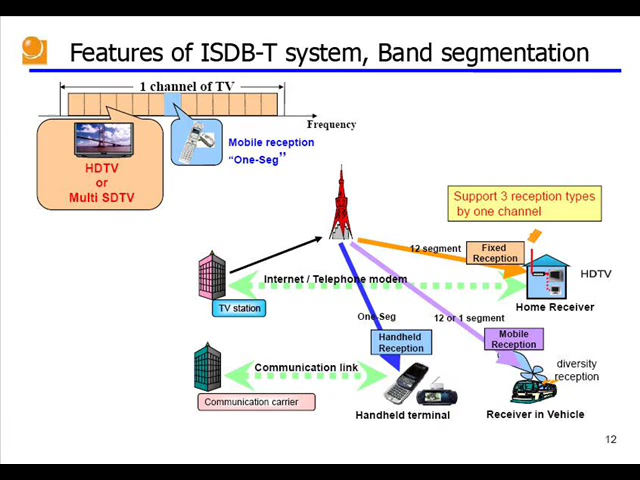 Features of ISDB-T system, Band segmentation
1 channel of TV
Frequency
HDTV
or
Multi SDTV
Mobile reception
“One-Seg”
Support 3 reception types
by one channel
12 segment
Fixed
Reception
HDTV
Home Receiver
Internet / Telephone modem
TV station
One-Seg
12 or 1 segment
Handheld
Reception
Mobile
Reception
diversity
reception
Communication link
Communication carrier
Handheld terminal
Receiver in Vehicle
12